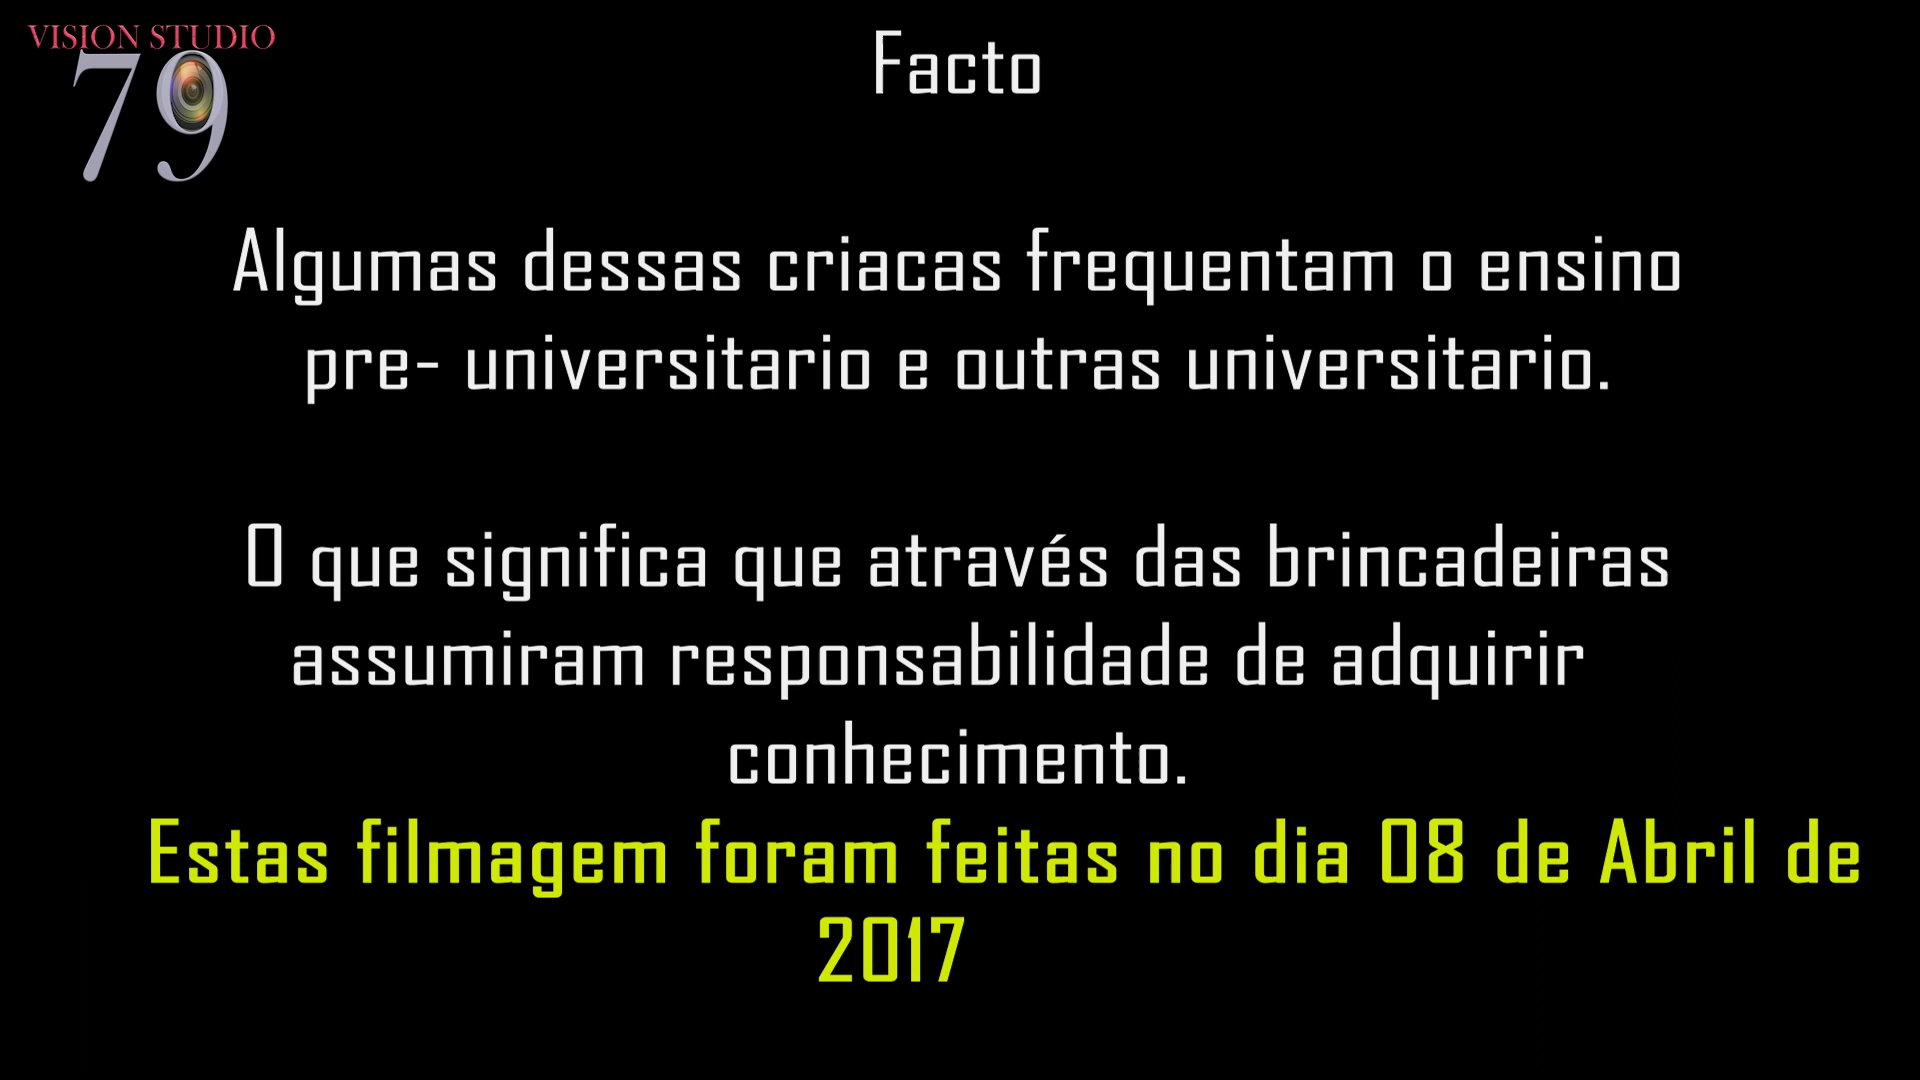 VISION STUDIO
79
Facto
Algumas dessas criacas frequentam o ensino
pre- universitario e outras universitario.
O que significa que através das brincadeiras
assumiram responsabilidade de adquirir
conhecimento.
Estas filmagem foram feitas no dia 08 de Abril de
2017